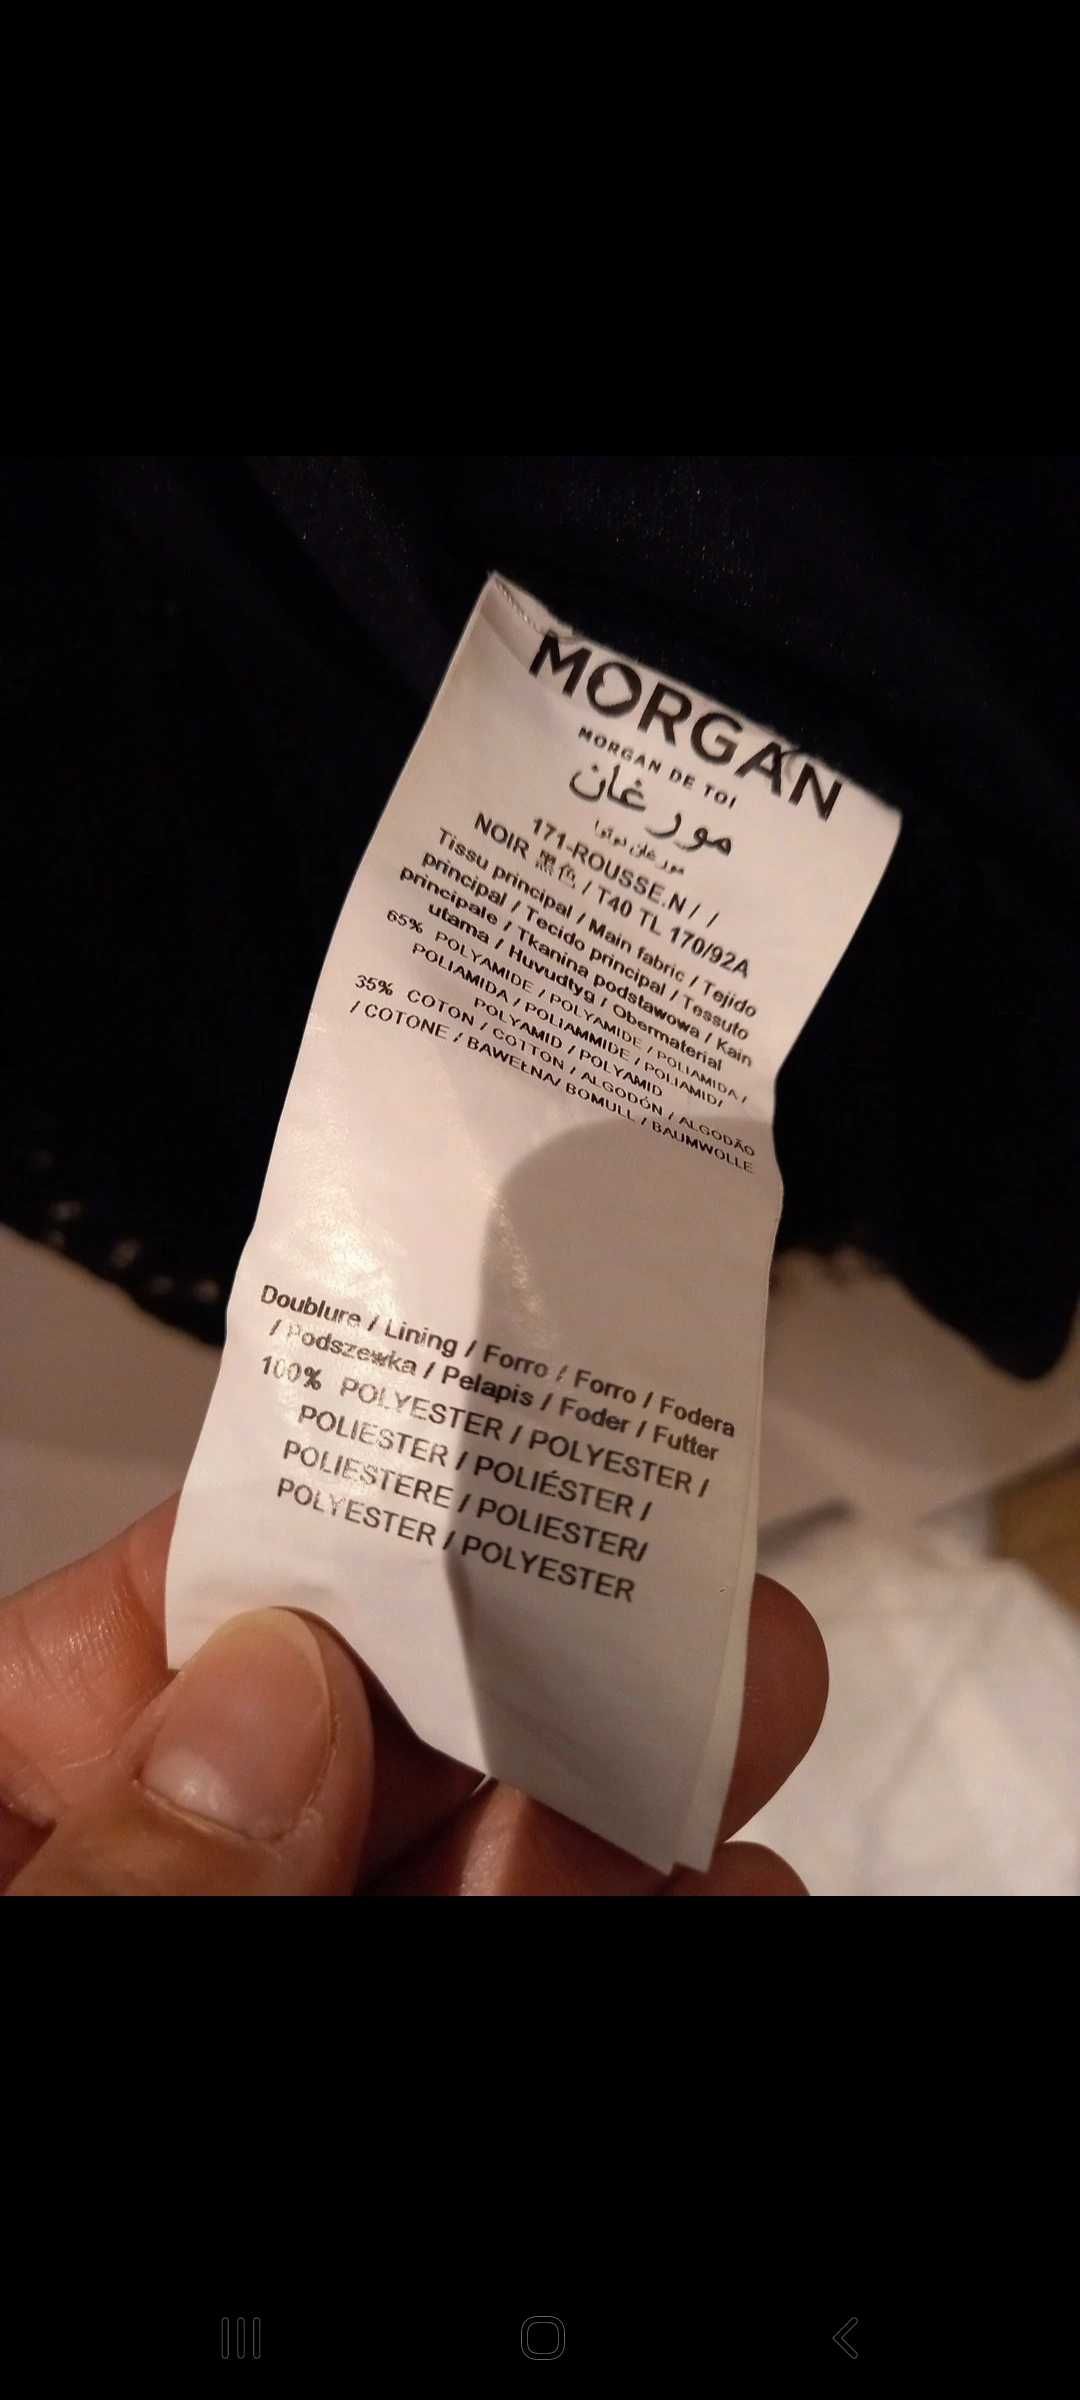 MORGAN
MORGAN DE TOI
مورغان
مورغان دوتوا
171-ROUSSE.N / /
NOIR 黑色 / T40 TL 170/92A
Tissu principal / Main fabric / Tejido
principal / Tecido principal / Tessuto
principale / Tkanina podstawowa / Kain
utama / Huvudtyg / Obermaterial
65% POLYAMIDE / POLYAMIDE / POLIAMIDA /
POLIAMIDA / POLIAMMIDE / POLIAMID/
POLYAMID / POLYAMID
35% COTON / COTTON / ALGODÓN / ALGODÃO
/ COTONE / BAWEŁNA/ BOMULL / BAUMWOLLE
Doublure / Lining / Forro / Forro / Fodera
/ Podszewka / Pelapis / Foder / Futter
100% POLYESTER / POLYESTER /
POLIESTER / POLIÉSTER /
POLIESTERE / POLIESTER/
POLYESTER / POLYESTER